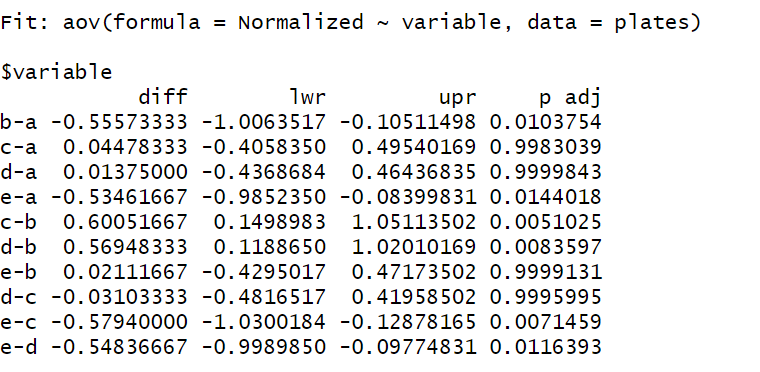 Fit: aov(formula = Normalized ~ variable, data = plates)
$variable
diff lwr upr p adj
b-a -0.55573333 -1.0063517 -0.10511498 0.0103754
c-a 0.04478333 -0.4058350 0.49540169 0.9983039
d-a 0.01375000 -0.4368684 0.46436835 0.9999843
e-a -0.53461667 -0.9852350 -0.08399831 0.0144018
c-b 0.60051667 0.1498983 1.05113502 0.0051025
d-b 0.56948333 0.1188650 1.02010169 0.0083597
e-b 0.02111667 -0.4295017 0.47173502 0.9999131
d-c -0.03103333 -0.4816517 0.41958502 0.9995995
e-c -0.57940000 -1.0300184 -0.12878165 0.0071459
e-d -0.54836667 -0.9989850 -0.09774831 0.0116393